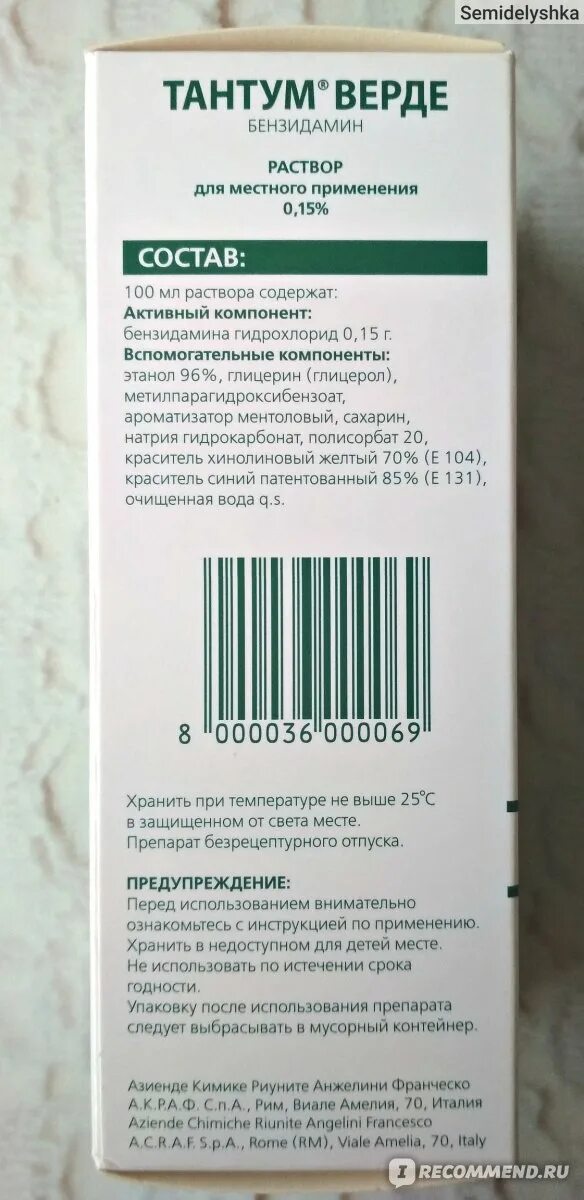 Semidelyshka
ТАНТУМ® ВЕРДЕ
БЕНЗИДАМИН
РАСТВОР
для местного применения
0,15%
СОСТАВ:
100 мл раствора содержат:
Активный компонент:
бензидамина гидрохлорид 0,15 г.
Вспомогательные компоненты:
этанол 96%, глицерин (глицерол),
метилпарагидроксибензоат,
ароматизатор ментоловый, сахарин,
натрия гидрокарбонат, полисорбат 20,
краситель хинолиновый желтый 70% (Е 104),
краситель синий патентованный 85% (Е 131),
очищенная вода q.s.
8 000036 000069
Хранить при температуре не выше 25°С
в защищенном от света месте.
Препарат безрецептурного отпуска.
ПРЕДУПРЕЖДЕНИЕ:
Перед использованием внимательно
ознакомьтесь с инструкцией по применению.
Хранить в недоступном для детей месте.
Не использовать по истечении срока
годности.
Упаковку после использования препарата
следует выбрасывать в мусорный контейнер.
Азиенде Кимике Риуните Анжелини Франческо
А.К.Р.А.Ф. С.п.А., Рим, Виале Амелия, 70, Италия
Aziende Chimiche Riunite Angelini Francesco
A.C.R.A.F. S.p.A., Rome (RM), Viale Amelia, 70, Italy
IRECOMMEND.RU